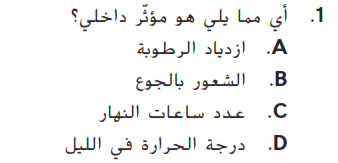 1. أي مما يلي هو مؤثّر داخلي؟
A. ازدياد الرطوبة
B. الشعور بالجوع
C. عدد ساعات النهار
D. درجة الحرارة في الليل